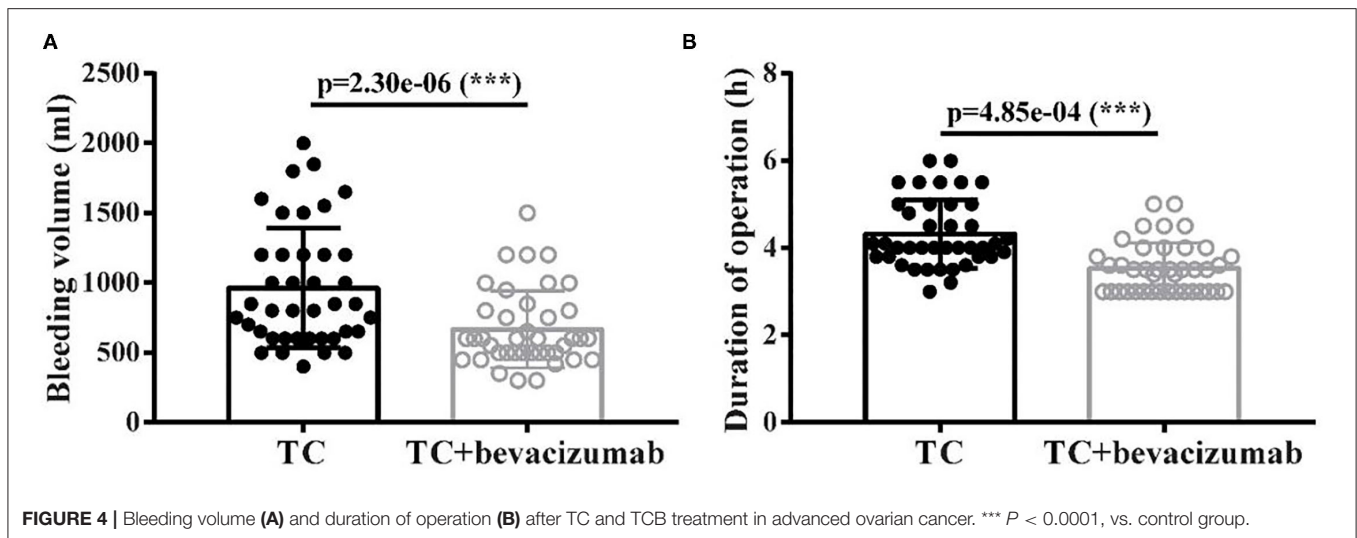 A
B
2500
2000
1500
1000
500
0
Bleeding volume (ml)
p=2.30e-06 (***)
TC
TC+bevacizumab
8
6
4
2
0
Duration of operation (h)
p=4.85e-04 (***)
TC
TC+bevacizumab
FIGURE 4 | Bleeding volume (A) and duration of operation (B) after TC and TCB treatment in advanced ovarian cancer. *** P < 0.0001, vs. control group.